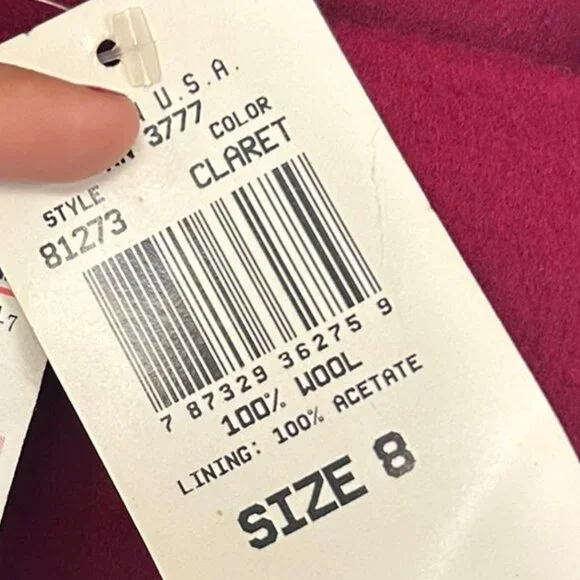 U.S.A.
3777
STYLE COLOR
81273 CLARET
7 87329 36275 9
100% WOOL
LINING: 100% ACETATE
SIZE 8